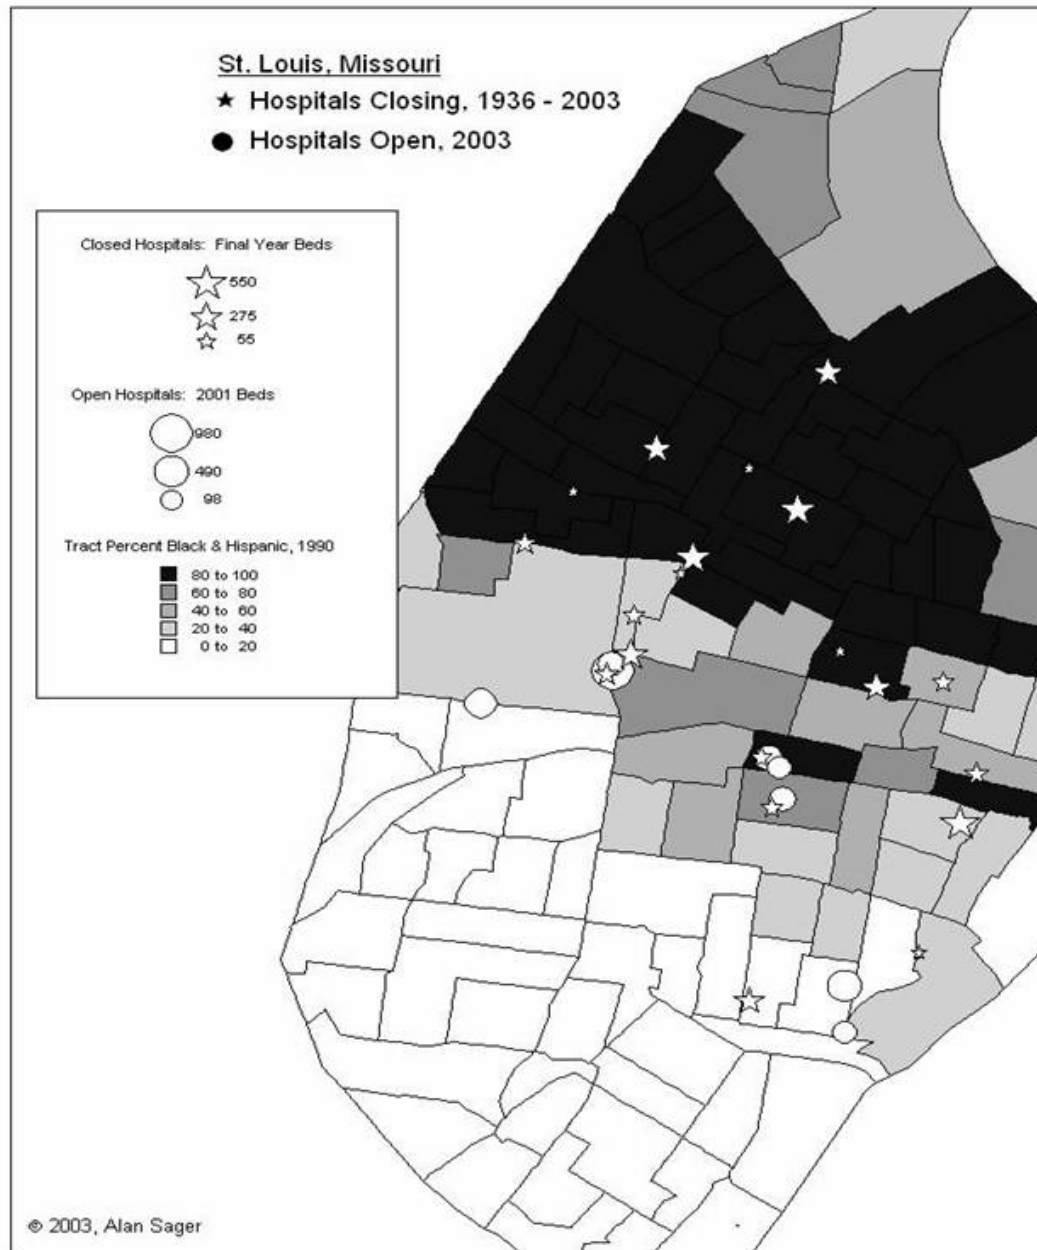 St. Louis, Missouri
★ Hospitals Closing, 1936 - 2003
● Hospitals Open, 2003
Closed Hospitals: Final Year Beds
550
275
55
Open Hospitals: 2001 Beds
980
490
98
Tract Percent Black & Hispanic, 1990
80 to 100
60 to 80
40 to 60
20 to 40
0 to 20
© 2003, Alan Sager